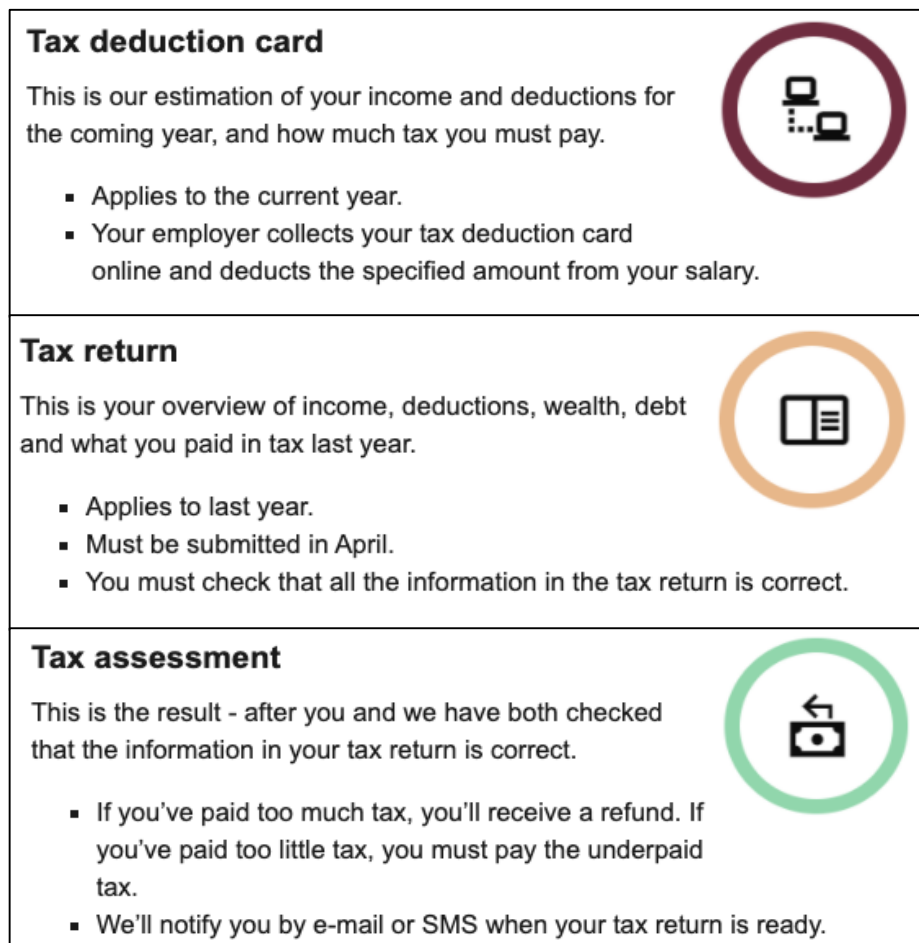 Tax deduction card
This is our estimation of your income and deductions for
the coming year, and how much tax you must pay.
▪ Applies to the current year.
▪ Your employer collects your tax deduction card
online and deducts the specified amount from your salary.
Tax return
This is your overview of income, deductions, wealth, debt
and what you paid in tax last year.
▪ Applies to last year.
▪ Must be submitted in April.
▪ You must check that all the information in the tax return is correct.
Tax assessment
This is the result - after you and we have both checked
that the information in your tax return is correct.
▪ If you’ve paid too much tax, you’ll receive a refund. If
you’ve paid too little tax, you must pay the underpaid
tax.
▪ We’ll notify you by e-mail or SMS when your tax return is ready.